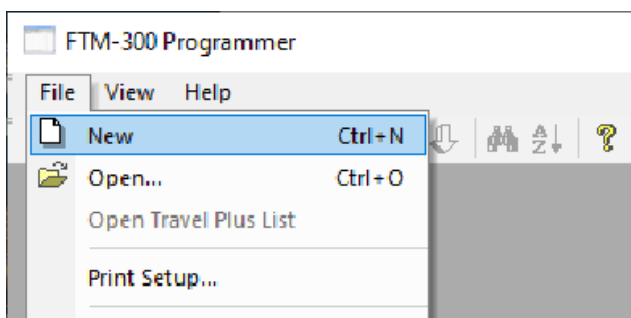 FTM-300 Programmer
File View Help
New Ctrl+N
Open... Ctrl+O
Open Travel Plus List
Print Setup...